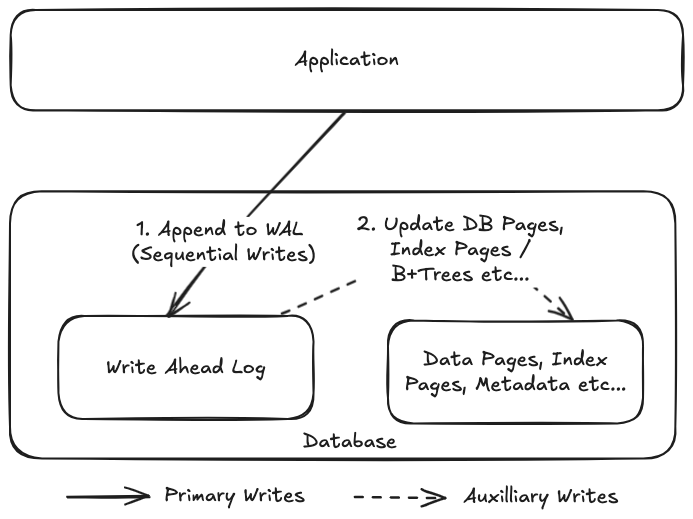 Application
1. Append to WAL
(Sequential Writes)
2. Update DB Pages,
Index Pages /
B+Trees etc...
Write Ahead Log
Data Pages, Index
Pages, Metadata etc...
Database
Primary Writes
Auxilliary Writes